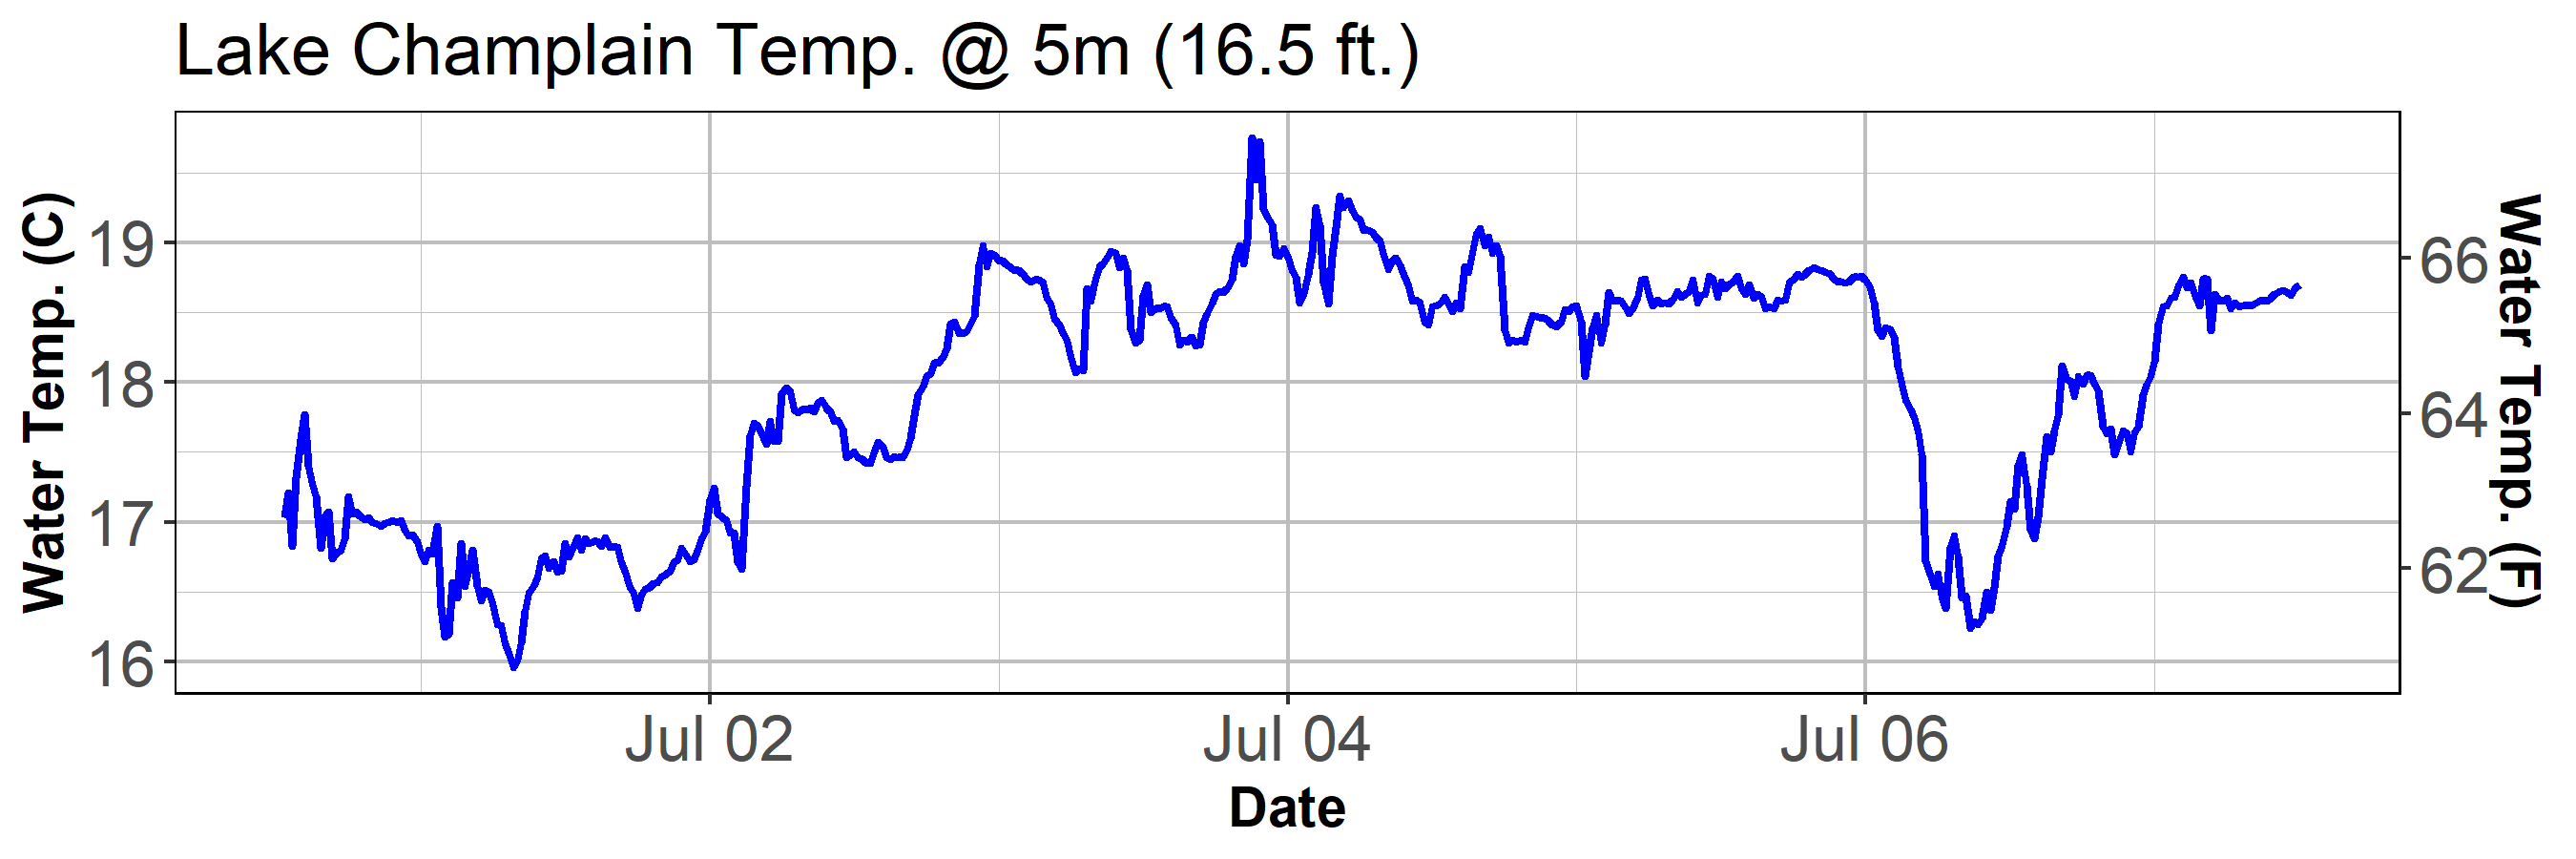 Lake Champlain Temp. @ 5m (16.5 ft.)
Water Temp. (C)
19
18
17
16
66
64
62
Water Temp. (F)
Jul 02 Jul 04 Jul 06
Date